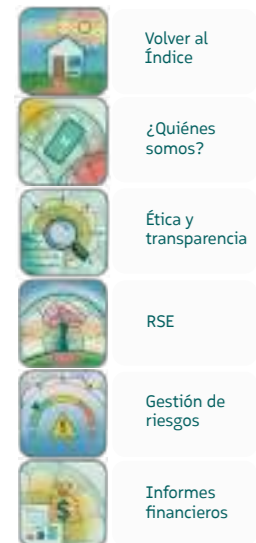 Volver al
Índice
¿Quiénes
somos?
Ética y
transparencia
RSE
Gestión de
riesgos
Informes
financieros